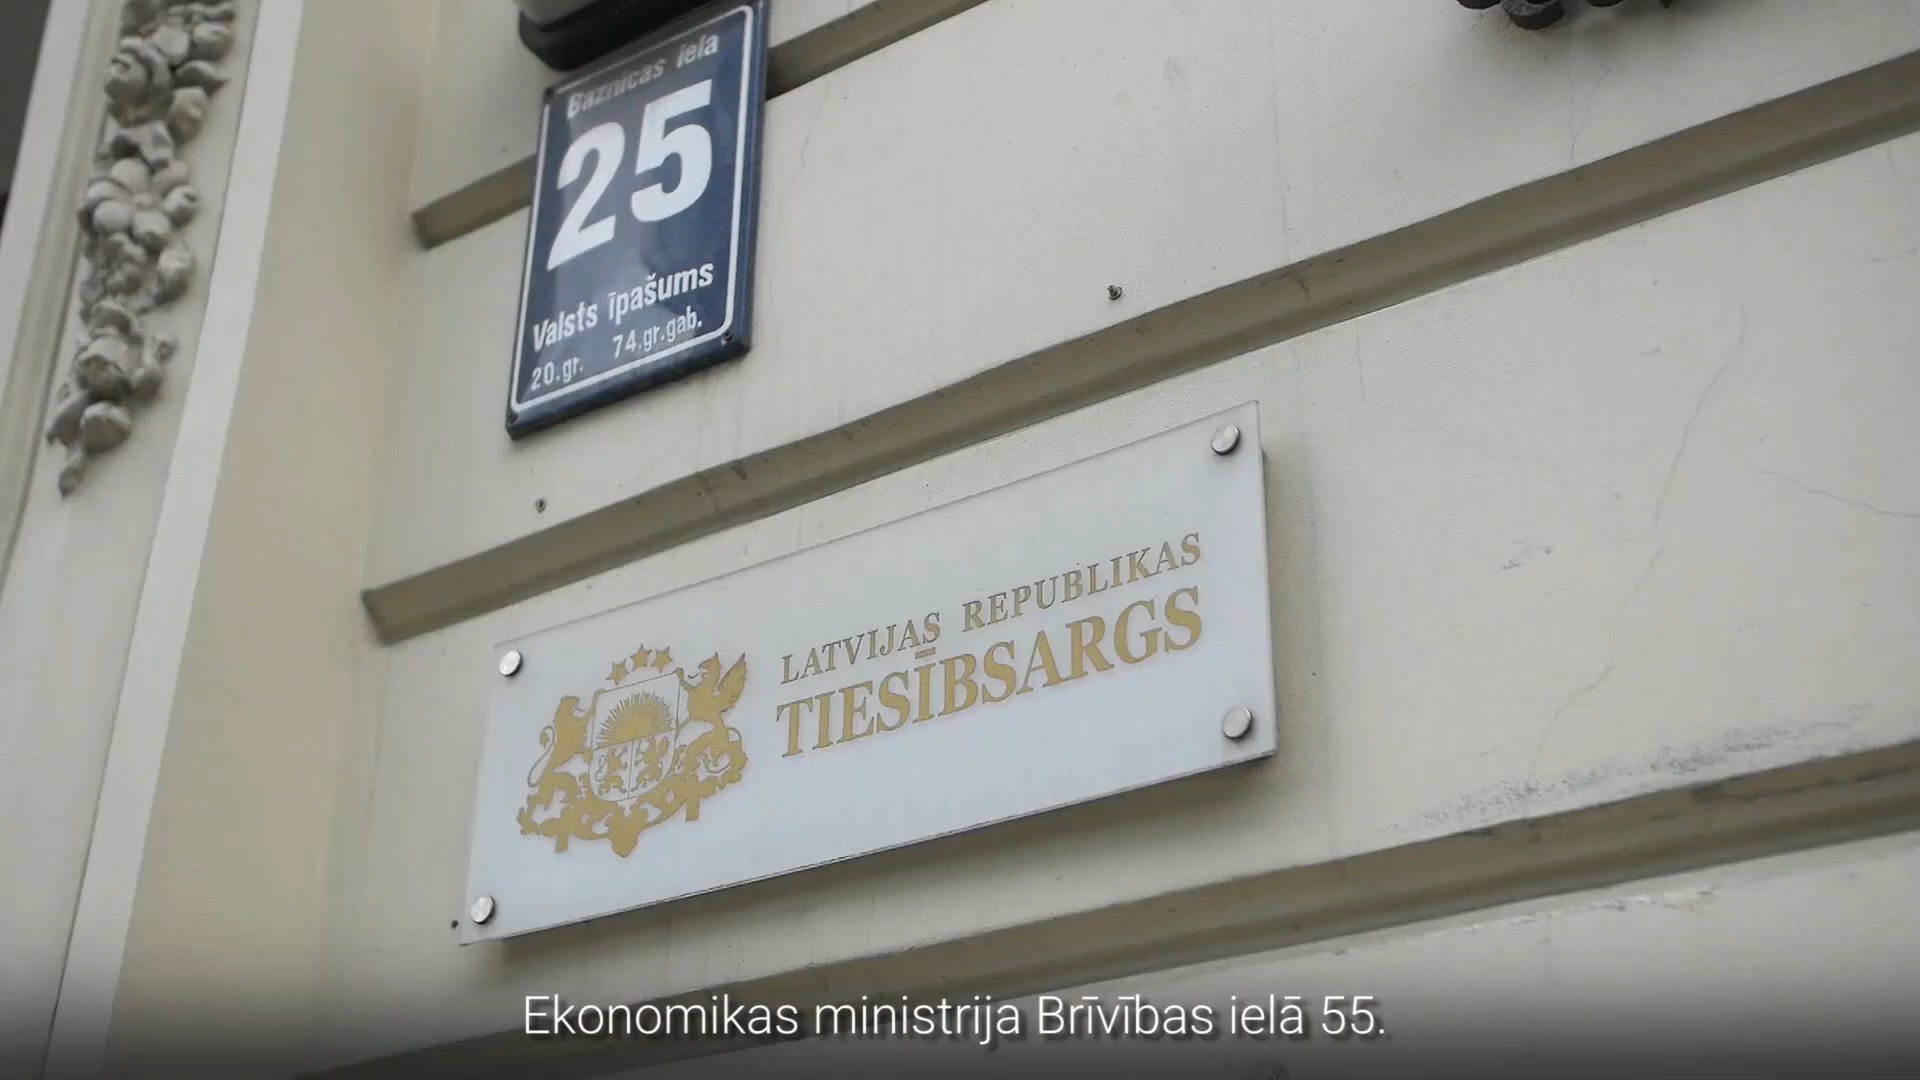 Baznīcas iela
25
Valsts īpašums
20.gr. 74.gr.gab.
LATVIJAS REPUBLIKAS
TIESĪBSARGS
Ekonomikas ministrija Brīvības ielā 55.